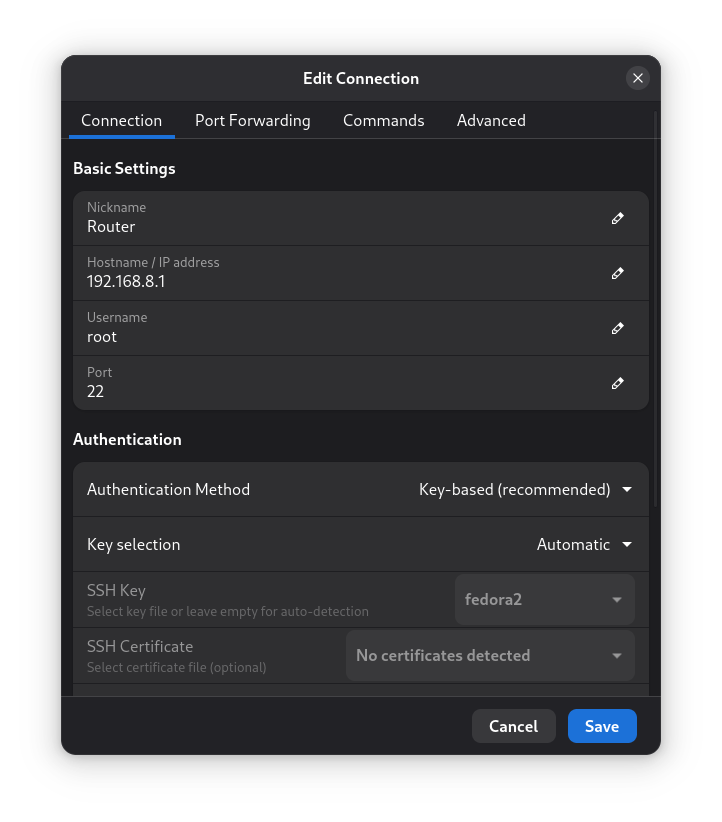 Edit Connection
Connection Port Forwarding Commands Advanced
Basic Settings
Nickname
Router
Hostname / IP address
192.168.8.1
Username
root
Port
22
Authentication
Authentication Method Key-based (recommended)
Key selection Automatic
SSH Key
Select key file or leave empty for auto-detection
fedora2
SSH Certificate
Select certificate file (optional)
No certificates detected
Cancel Save